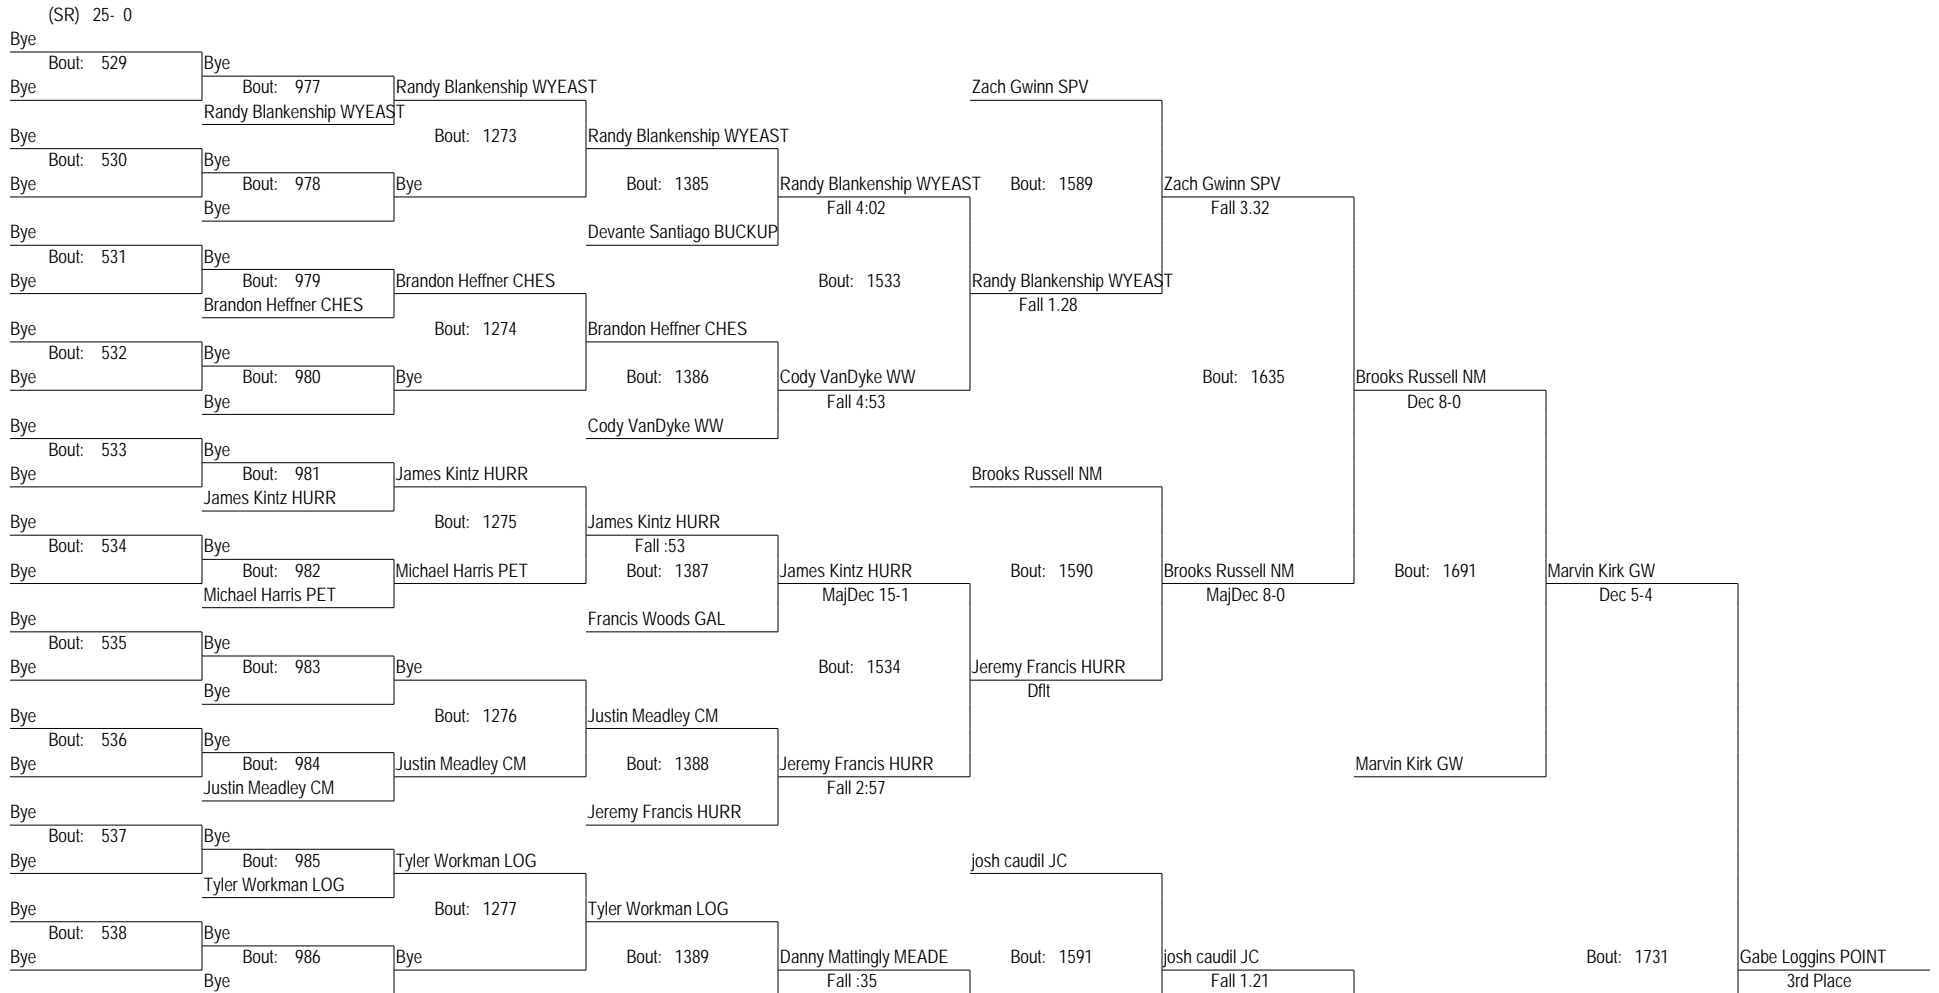 (SR) 25- 0
Bye
Bout: 529 Bye
Bye Bout: 977 Randy Blankenship WYEAST Zach Gwinn SPV
Randy Blankenship WYEAST
Bye Bout: 1273 Randy Blankenship WYEAST
Bout: 530 Bye
Bye Bout: 978 Bye Bout: 1385 Randy Blankenship WYEAST Bout: 1589 Zach Gwinn SPV
Bye Fall 4:02 Fall 3.32
Bye Devante Santiago BUCKUP
Bout: 531 Bye
Bye Bout: 979 Brandon Heffner CHES Bout: 1533 Randy Blankenship WYEAST
Brandon Heffner CHES Fall 1.28
Bye Bout: 1274 Brandon Heffner CHES
Bout: 532 Bye
Bye Bout: 980 Bye Bout: 1386 Cody VanDyke WW Bout: 1635 Brooks Russell NM
Bye Fall 4:53 Dec 8-0
Bye Cody VanDyke WW
Bout: 533 Bye
Bye Bout: 981 James Kintz HURR Brooks Russell NM
James Kintz HURR
Bye Bout: 1275 James Kintz HURR
Bout: 534 Bye Fall :53
Bye Bout: 982 Michael Harris PET Bout: 1387 James Kintz HURR Bout: 1590 Brooks Russell NM Bout: 1691 Marvin Kirk GW
Michael Harris PET MajDec 15-1 MajDec 8-0 Dec 5-4
Bye Francis Woods GAL
Bout: 535 Bye
Bye Bout: 983 Bye Bout: 1534 Jeremy Francis HURR
Bye Dflt
Bye Bout: 1276 Justin Meadley CM
Bout: 536 Bye
Bye Bout: 984 Justin Meadley CM Bout: 1388 Jeremy Francis HURR Marvin Kirk GW
Justin Meadley CM Fall 2:57
Bye Jeremy Francis HURR
Bout: 537 Bye
Bye Bout: 985 Tyler Workman LOG josh caudil JC
Tyler Workman LOG
Bye Bout: 1277 Tyler Workman LOG
Bout: 538 Bye
Bye Bout: 986 Bye Bout: 1389 Danny Mattingly MEADE Bout: 1591 josh caudil JC Bout: 1731 Gabe Loggins POINT
Bye Fall :35 Fall 1.21 3rd Place